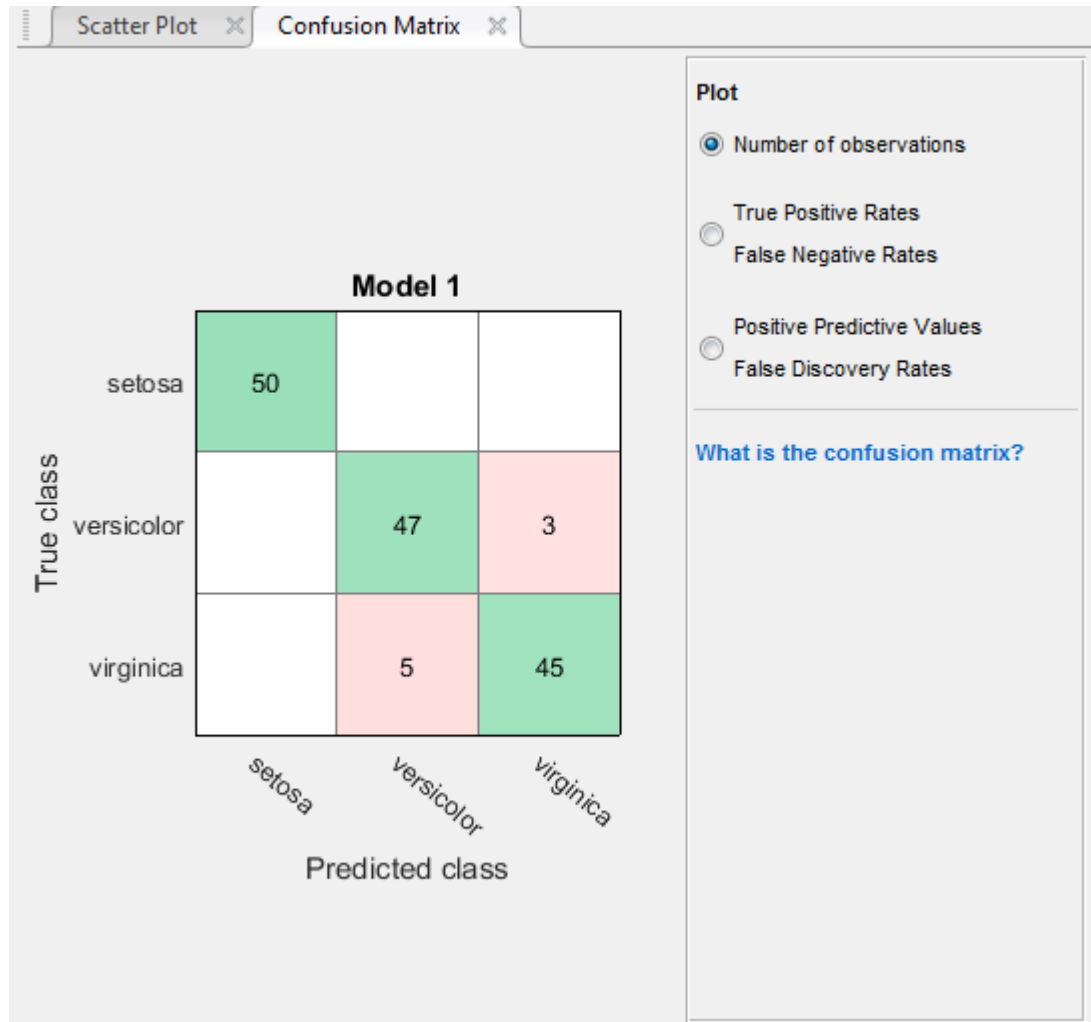 Scatter Plot
Confusion Matrix
Model 1
True class
setosa
50
versicolor
47
3
virginica
5
45
setosa
versicolor
virginica
Predicted class
Plot
Number of observations
True Positive Rates
False Negative Rates
Positive Predictive Values
False Discovery Rates
What is the confusion matrix?